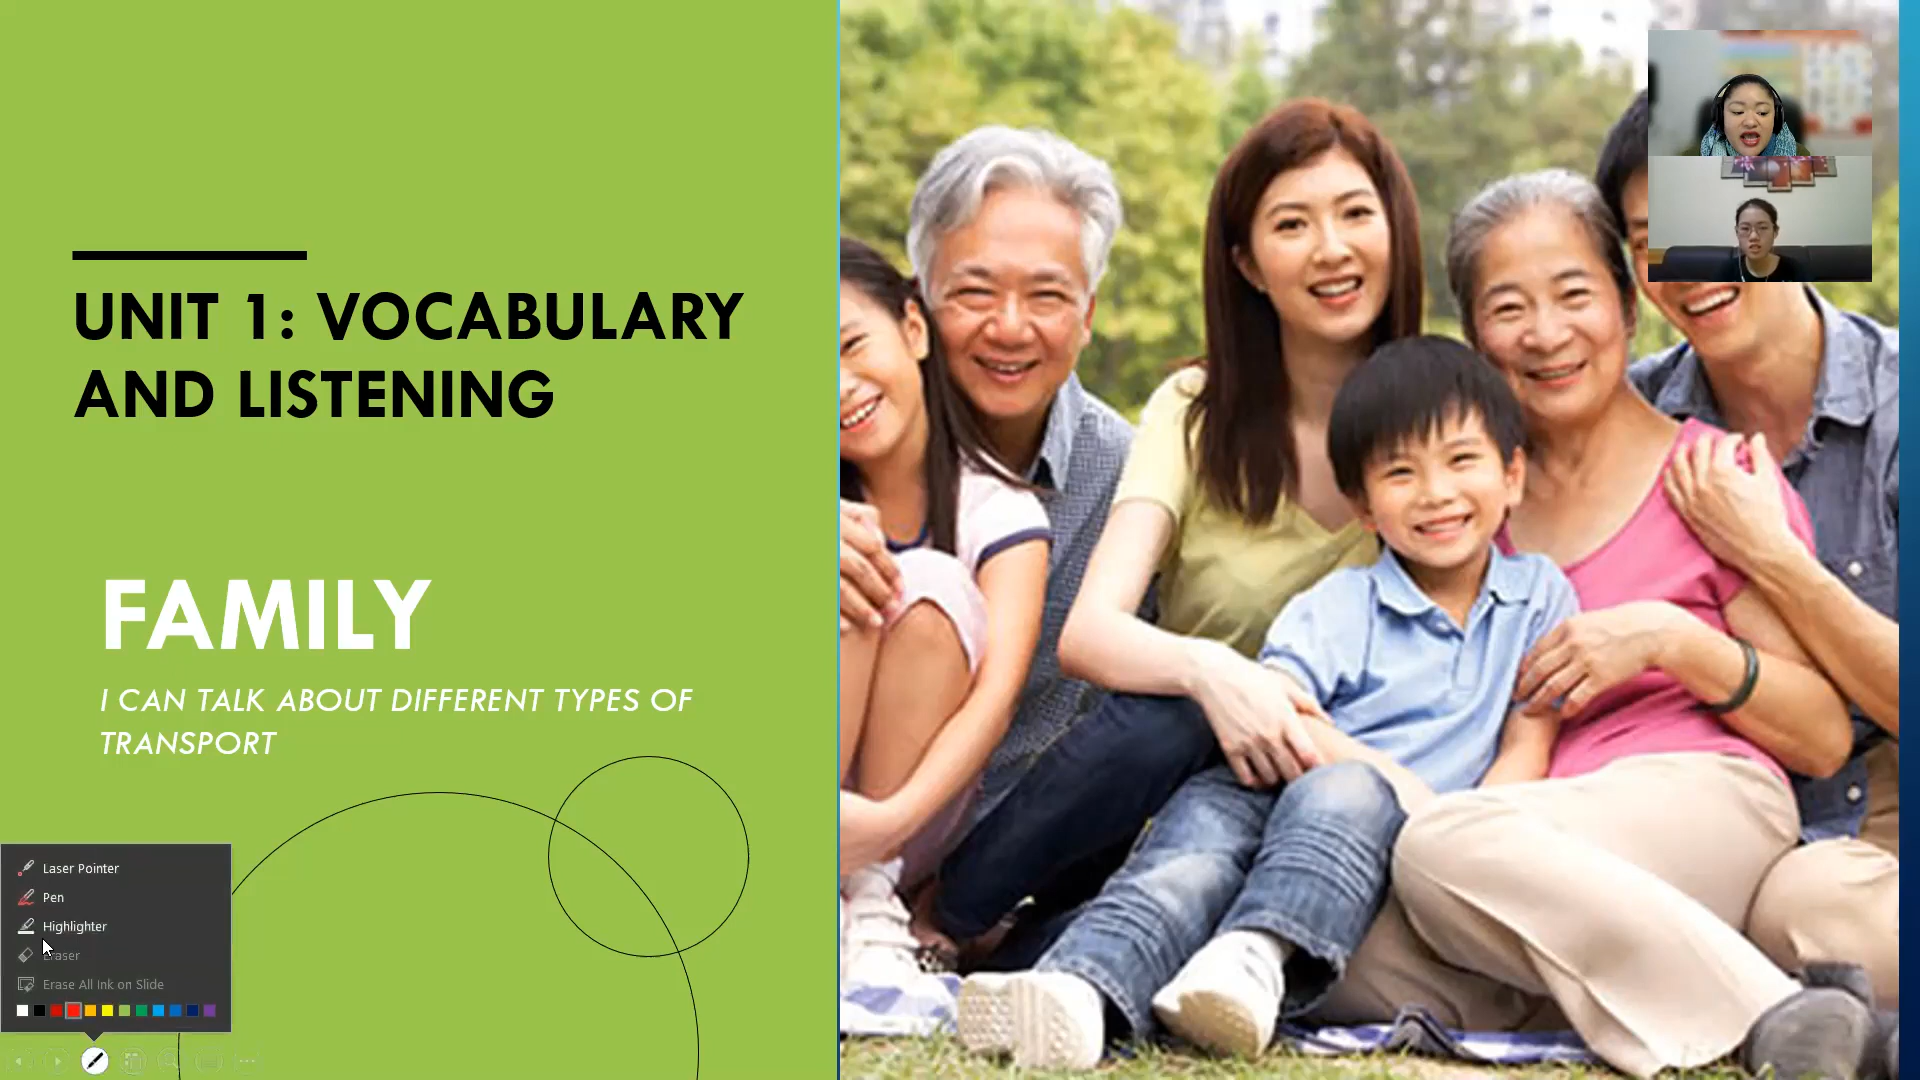 UNIT 1: VOCABULARY
AND LISTENING
FAMILY
I CAN TALK ABOUT DIFFERENT TYPES OF
TRANSPORT
Laser Pointer
Pen
Highlighter
Eraser
Erase All Ink on Slide